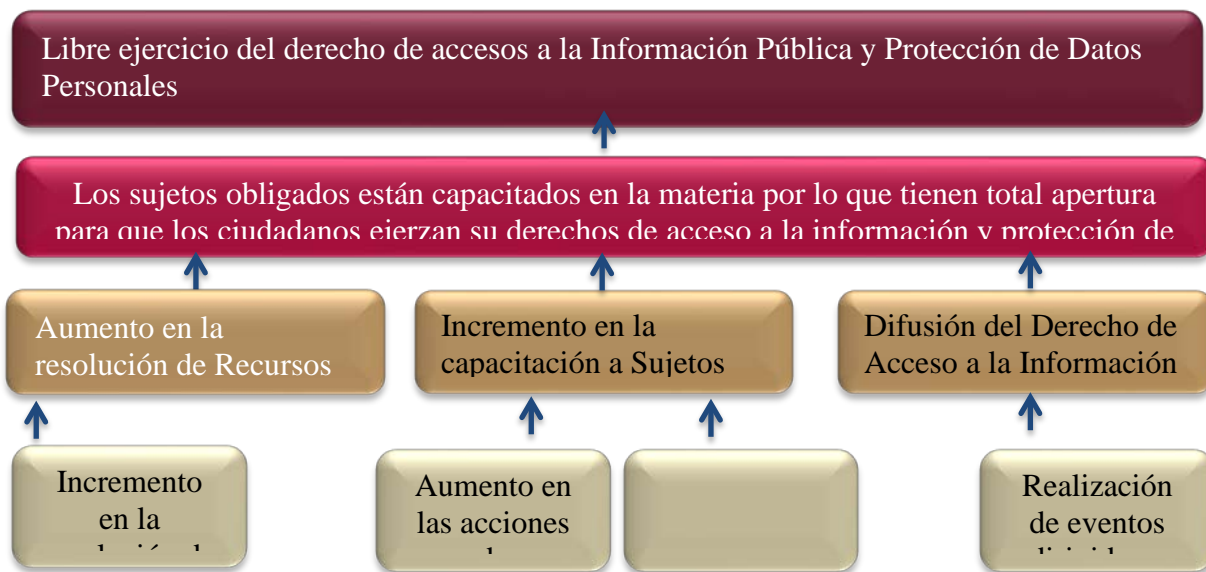 Libre ejercicio del derecho de accesos a la Información Pública y Protección de Datos
Personales
Los sujetos obligados están capacitados en la materia por lo que tienen total apertura
para que los ciudadanos ejerzan su derechos de acceso a la información y protección de
Aumento en la
resolución de Recursos
Incremento en la
capacitación a Sujetos
Difusión del Derecho de
Acceso a la Información
Incremento
en la
Aumento en
las acciones
Realización
de eventos